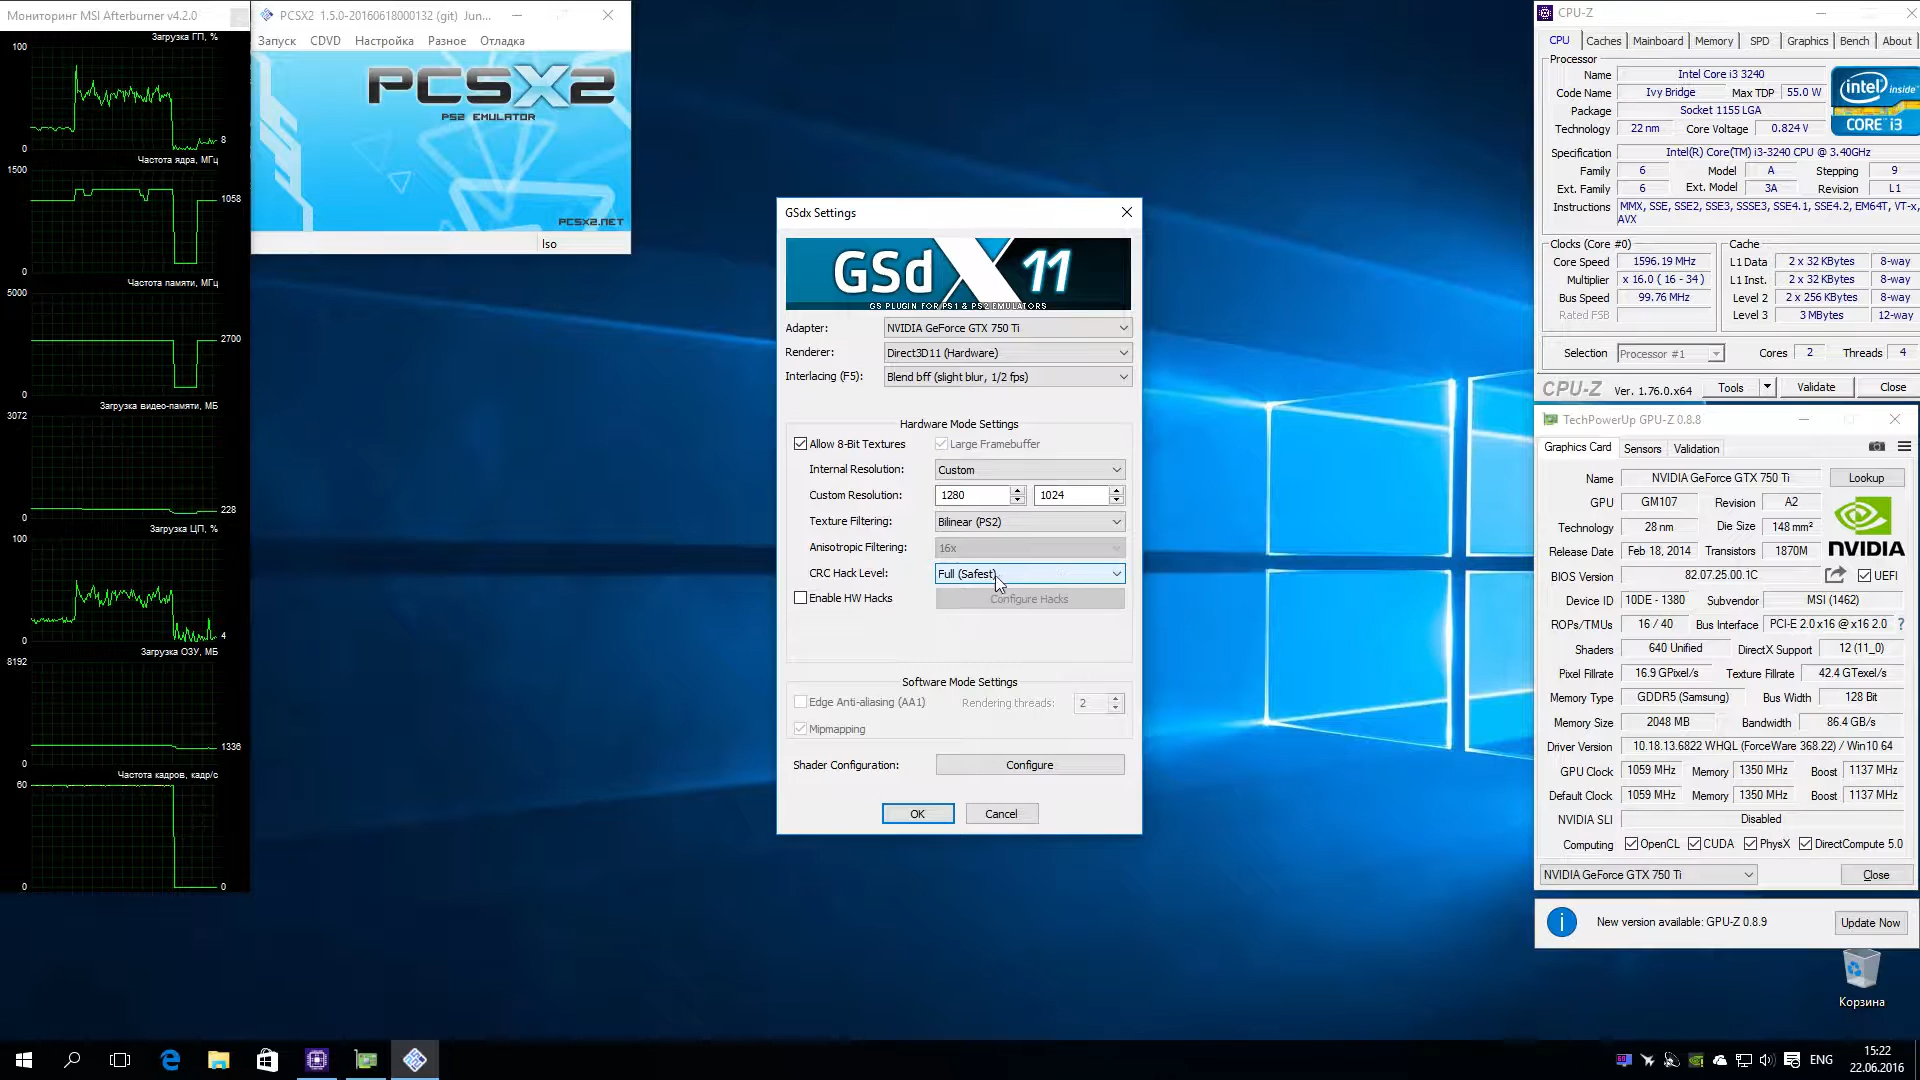 Мониторинг MSI Afterburner v4.2.0
Загрузка ГП, %
100
0
8
Частота ядра, МГц
1500
1058
0
Частота памяти, МГц
5000
2700
0
Загрузка видео-памяти, МБ
3072
228
0
Загрузка ЦП, %
100
4
0
Загрузка ОЗУ, МБ
8192
1336
0
Частота кадров, кадр/с
60
0
0
PCSX2 1.5.0-20160618000132 (git) Jun...
Запуск CDVD Настройка Разное Отладка
PCSX2
PS2 EMULATOR
PCSX2.NET
Iso
GSdx Settings
GSdX 11
GS PLUGIN FOR PS1 & PS2 EMULATORS
Adapter: NVIDIA GeForce GTX 750 Ti
Renderer: Direct3D11 (Hardware)
Interlacing (F5): Blend bff (slight blur, 1/2 fps)
Hardware Mode Settings
Allow 8-Bit Textures Large Framebuffer
Internal Resolution: Custom
Custom Resolution: 1280 1024
Texture Filtering: Bilinear (PS2)
Anisotropic Filtering: 16x
CRC Hack Level: Full (Safest)
Enable HW Hacks Configure Hacks
Software Mode Settings
Edge Anti-aliasing (AA1) Rendering threads: 2
Mipmapping
Shader Configuration: Configure
OK Cancel
CPU-Z
CPU Caches Mainboard Memory SPD Graphics Bench About
Processor
Name Intel Core i3 3240
Code Name Ivy Bridge Max TDP 55.0 W
Package Socket 1155 LGA
Technology 22 nm Core Voltage 0.824 V
intel inside
CORE i3
Specification Intel(R) Core(TM) i3-3240 CPU @ 3.40GHz
Family 6 Model A Stepping 9
Ext. Family 6 Ext. Model 3A Revision L1
Instructions MMX, SSE, SSE2, SSE3, SSSE3, SSE4.1, SSE4.2, EM64T, VT-x,
AVX
Clocks (Core #0)
Core Speed 1596.19 MHz
Multiplier x 16.0 ( 16 - 34 )
Bus Speed 99.76 MHz
Rated FSB
Cache
L1 Data 2 x 32 KBytes 8-way
L1 Inst. 2 x 32 KBytes 8-way
Level 2 2 x 256 KBytes 8-way
Level 3 3 MBytes 12-way
Selection Processor #1 Cores 2 Threads 4
CPU-Z Ver. 1.76.0.x64 Tools Validate Close
TechPowerUp GPU-Z 0.8.8
Graphics Card Sensors Validation
Name NVIDIA GeForce GTX 750 Ti Lookup
GPU GM107 Revision A2
Technology 28 nm Die Size 148 mm²
Release Date Feb 18, 2014 Transistors 1870M
NVIDIA
BIOS Version 82.07.25.00.1C UEFI
Device ID 10DE - 1380 Subvendor MSI (1462)
ROPs/TMUs 16 / 40 Bus Interface PCI-E 2.0 x16 @ x16 2.0 ?
Shaders 640 Unified DirectX Support 12 (11_0)
Pixel Fillrate 16.9 GPixel/s Texture Fillrate 42.4 GTexel/s
Memory Type GDDR5 (Samsung) Bus Width 128 Bit
Memory Size 2048 MB Bandwidth 86.4 GB/s
Driver Version 10.18.13.6822 WHQL (ForceWare 368.22) / Win10 64
GPU Clock 1059 MHz Memory 1350 MHz Boost 1137 MHz
Default Clock 1059 MHz Memory 1350 MHz Boost 1137 MHz
NVIDIA SLI Disabled
Computing OpenCL CUDA PhysX DirectCompute 5.0
NVIDIA GeForce GTX 750 Ti Close
New version available: GPU-Z 0.8.9 Update Now
Корзина
ENG
15:22
22.06.2016